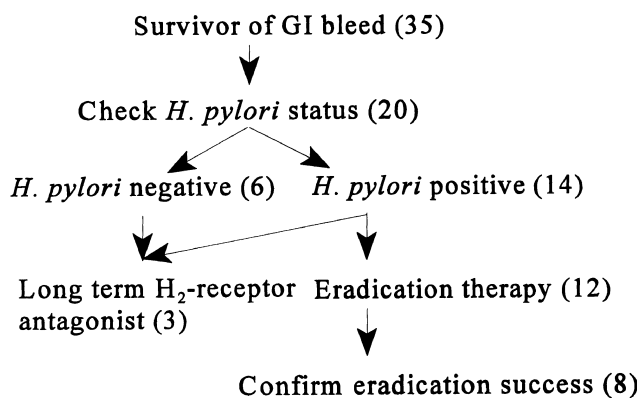 Survivor of GI bleed (35)
Check H. pylori status (20)
H. pylori negative (6) H. pylori positive (14)
Long term H₂-receptor antagonist (3)
Eradication therapy (12)
Confirm eradication success (8)